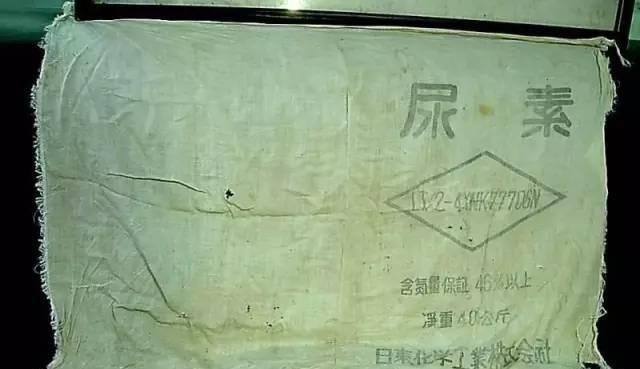 尿素
含氮量保証 46%以上
淨重 40公斤
日東化学工業株式会社